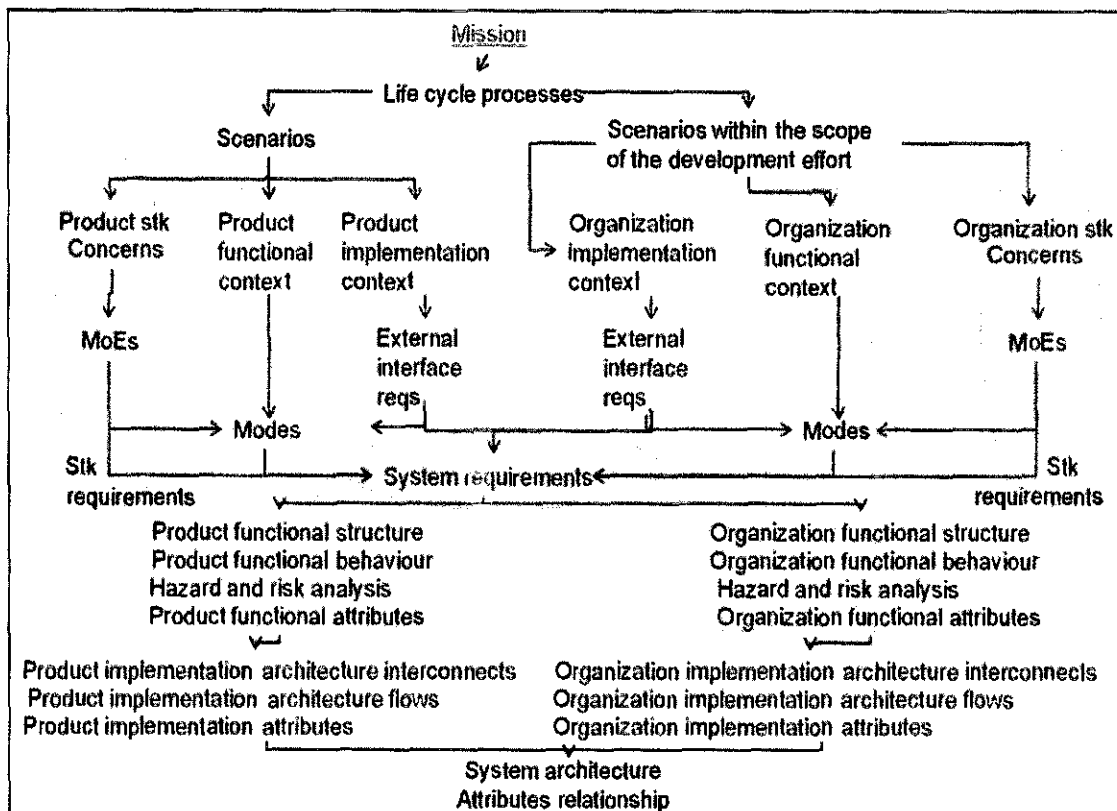 Mission
Life cycle processes
Scenarios
Scenarios within the scope
of the development effort
Product stk
Concerns
Product
functional
context
Product
implementation
context
Organization
implementation
context
Organization
functional
context
Organization stk
Concerns
MoEs
External
interface
reqs
External
interface
reqs
MoEs
Modes
Modes
Stk
requirements
System requirements
Stk
requirements
Product functional structure
Product functional behaviour
Hazard and risk analysis
Product functional attributes
Organization functional structure
Organization functional behaviour
Hazard and risk analysis
Organization functional attributes
Product implementation architecture interconnects
Product implementation architecture flows
Product implementation attributes
Organization implementation architecture interconnects
Organization implementation architecture flows
Organization implementation attributes
System architecture
Attributes relationship